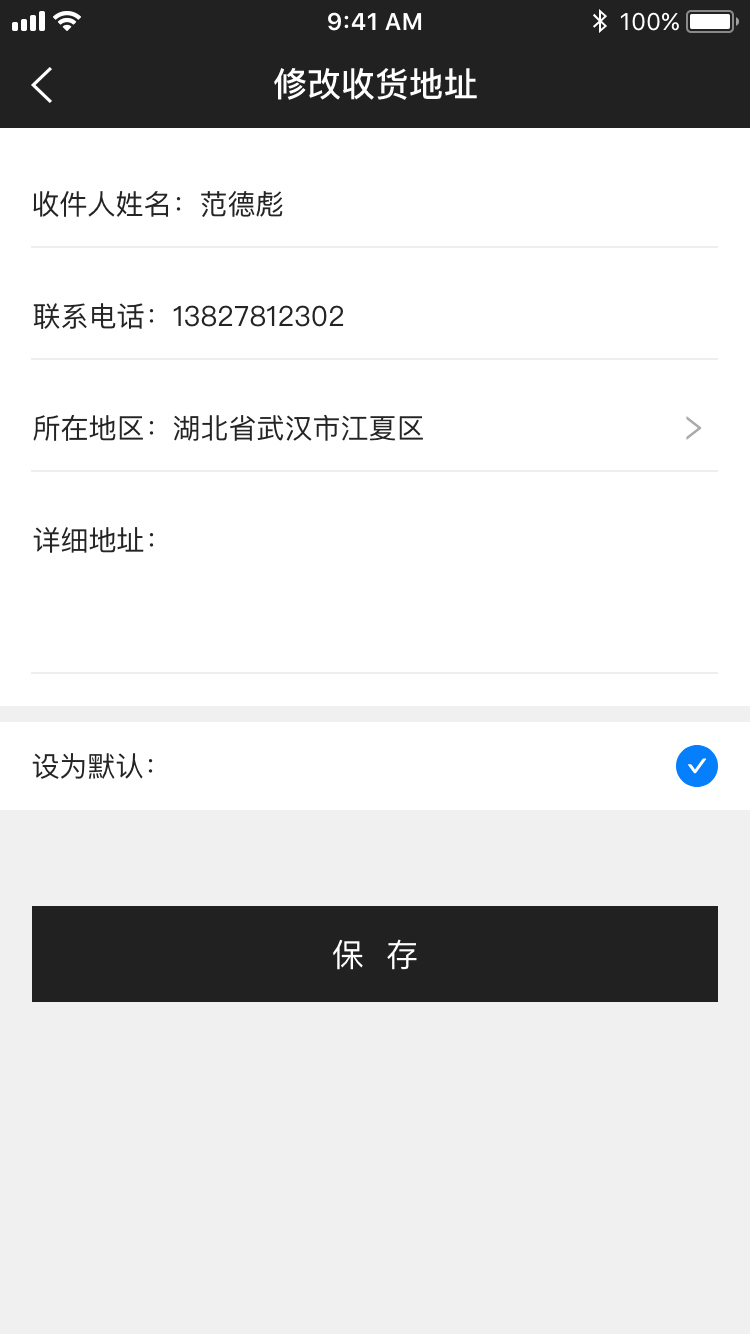 9:41 AM
100%
修改收货地址
收件人姓名：范德彪
联系电话：13827812302
所在地区：湖北省武汉市江夏区
详细地址：
设为默认：
保 存